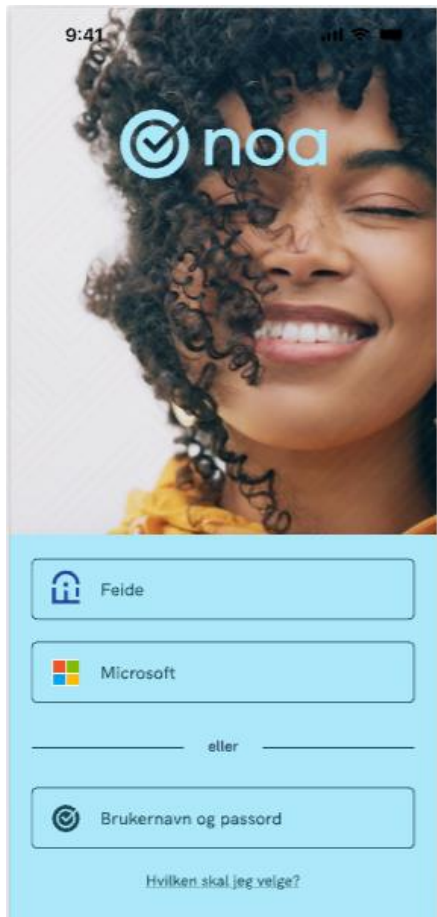 9:41
noa
Feide
Microsoft
eller
Brukernavn og passord
Hvilken skal jeg velge?